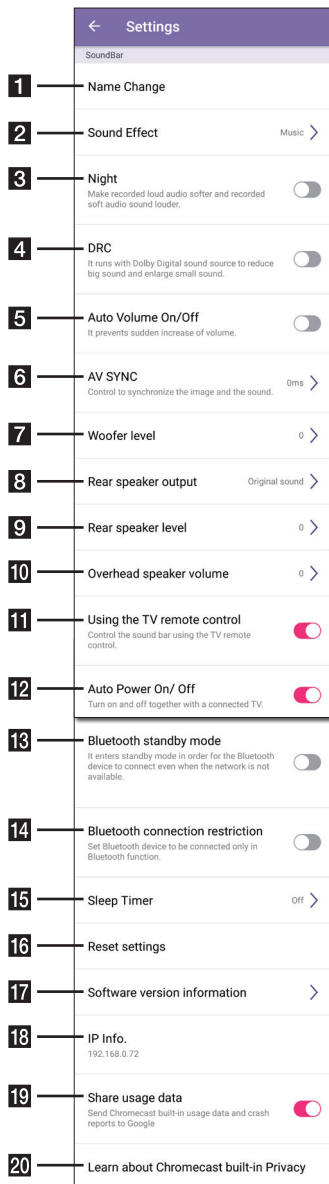 ← Settings
SoundBar
1 Name Change
2 Sound Effect Music >
3 Night
Make recorded loud audio softer and recorded
soft audio sound louder.
4 DRC
It runs with Dolby Digital sound source to reduce
big sound and enlarge small sound.
5 Auto Volume On/Off
It prevents sudden increase of volume.
6 AV SYNC 0ms >
Control to synchronize the image and the sound.
7 Woofer level 0 >
8 Rear speaker output Original sound >
9 Rear speaker level 0 >
10 Overhead speaker volume 0 >
11 Using the TV remote control
Control the sound bar using the TV remote
control.
12 Auto Power On/ Off
Turn on and off together with a connected TV.
13 Bluetooth standby mode
It enters standby mode in order for the Bluetooth
device to connect even when the network is not
available.
14 Bluetooth connection restriction
Set Bluetooth device to be connected only in
Bluetooth function.
15 Sleep Timer Off >
16 Reset settings
17 Software version information >
18 IP Info.
192.168.0.72
19 Share usage data
Send Chromecast built-in usage data and crash
reports to Google
20 Learn about Chromecast built-in Privacy